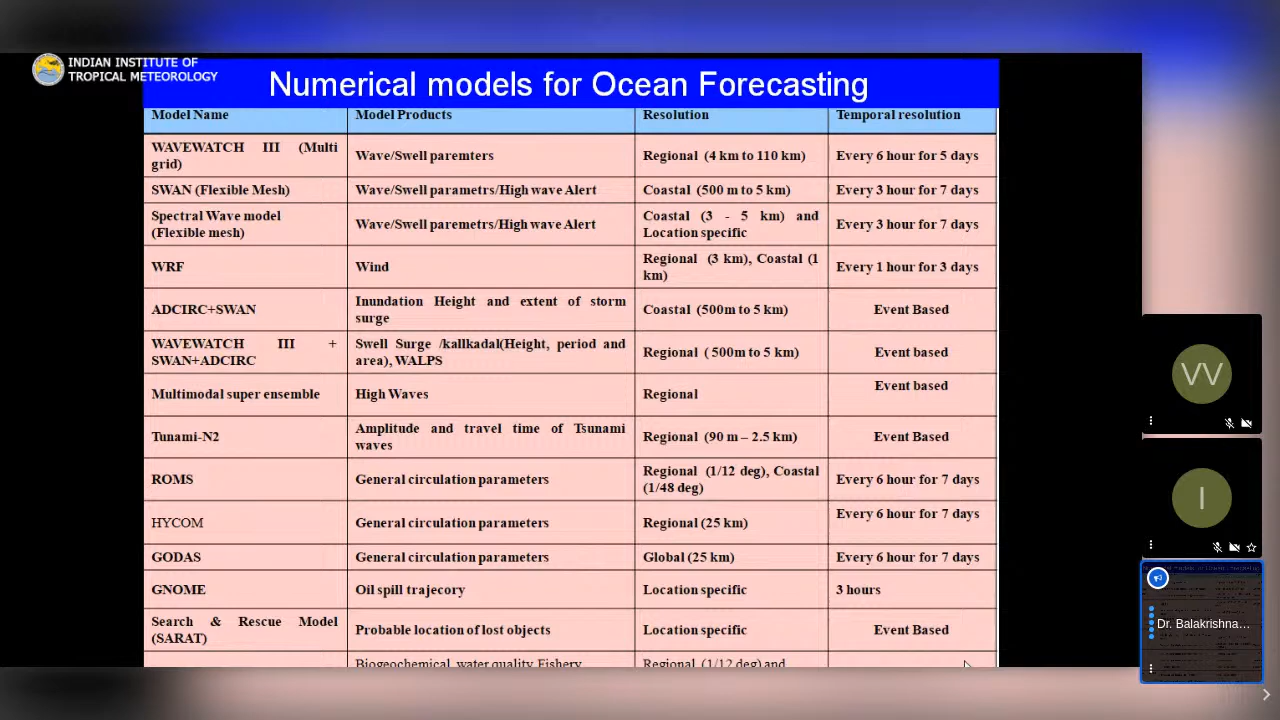 INDIAN INSTITUTE OF
TROPICAL METEOROLOGY
Numerical models for Ocean Forecasting
Model Name Model Products Resolution Temporal resolution
WAVEWATCH III (Multi
grid) Wave/Swell paremters Regional (4 km to 110 km) Every 6 hour for 5 days
SWAN (Flexible Mesh) Wave/Swell parametrs/High wave Alert Coastal (500 m to 5 km) Every 3 hour for 7 days
Spectral Wave model
(Flexible mesh) Wave/Swell paremetrs/High wave Alert Coastal (3 - 5 km) and
Location specific Every 3 hour for 7 days
WRF Wind Regional (3 km), Coastal (1
km) Every 1 hour for 3 days
ADCIRC+SWAN Inundation Height and extent of storm
surge Coastal (500m to 5 km) Event Based
WAVEWATCH III +
SWAN+ADCIRC Swell Surge /kallkadal(Height, period and
area), WALPS Regional ( 500m to 5 km) Event based
Multimodal super ensemble High Waves Regional Event based
Tunami-N2 Amplitude and travel time of Tsunami
waves Regional (90 m – 2.5 km) Event Based
ROMS General circulation parameters Regional (1/12 deg), Coastal
(1/48 deg) Every 6 hour for 7 days
HYCOM General circulation parameters Regional (25 km) Every 6 hour for 7 days
GODAS General circulation parameters Global (25 km) Every 6 hour for 7 days
GNOME Oil spill trajecory Location specific 3 hours
Search & Rescue Model
(SARAT) Probable location of lost objects Location specific Event Based
Biogeochemical, water quality Fishery Regional (1/12 deg) and
VV
I
Dr. Balakrishna...